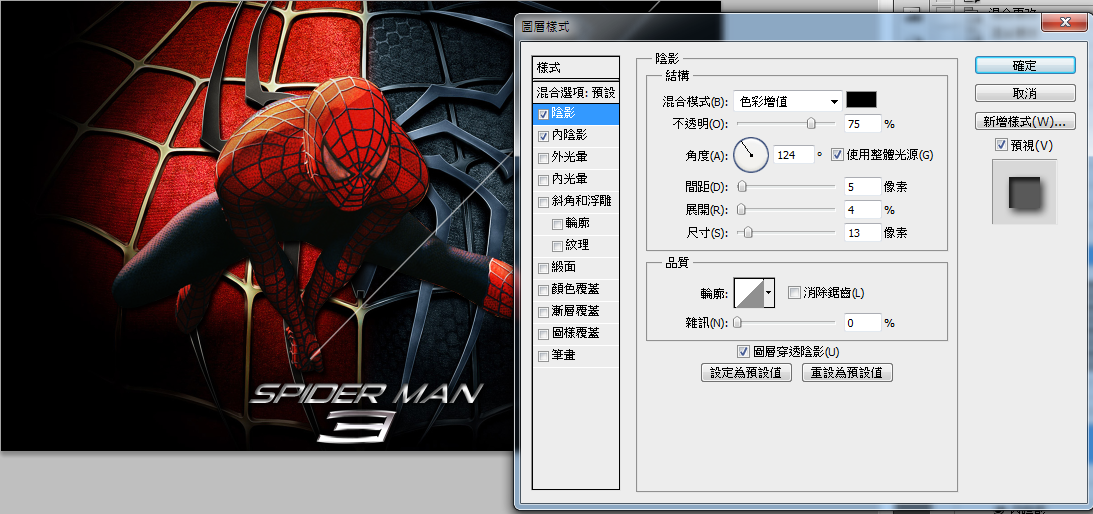 圖層樣式
樣式
混合選項: 預設
陰影
內陰影
外光暈
內光暈
斜角和浮雕
輪廓
紋理
緞面
顏色覆蓋
漸層覆蓋
圖樣覆蓋
筆畫
陰影
結構
混合模式(B): 色彩增值
不透明(O): 75 %
角度(A): 124 ° 使用整體光源(G)
間距(D): 5 像素
展開(R): 4 %
尺寸(S): 13 像素
品質
輪廓: 消除鋸齒(L)
雜訊(N): 0 %
圖層穿透陰影(U)
設定為預設值 重設為預設值
確定
取消
新增樣式(W)...
預視(V)
SPIDER MAN
3